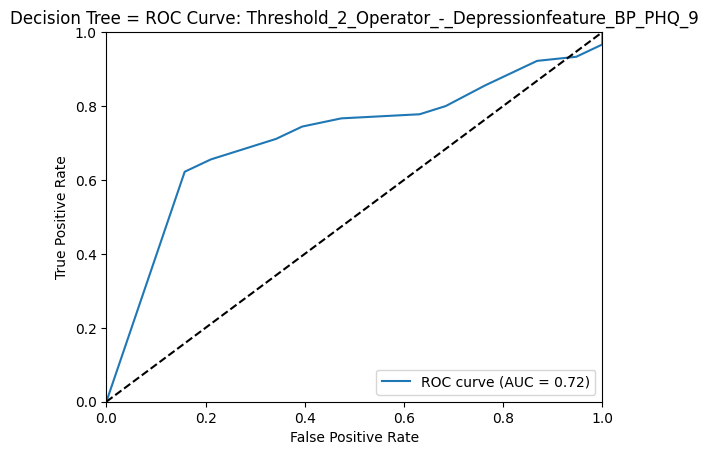 Decision Tree = ROC Curve: Threshold_2_Operator_-_Depressionfeature_BP_PHQ_9
1.0
0.8
0.6
0.4
0.2
0.0
True Positive Rate
ROC curve (AUC = 0.72)
0.0 0.2 0.4 0.6 0.8 1.0
False Positive Rate